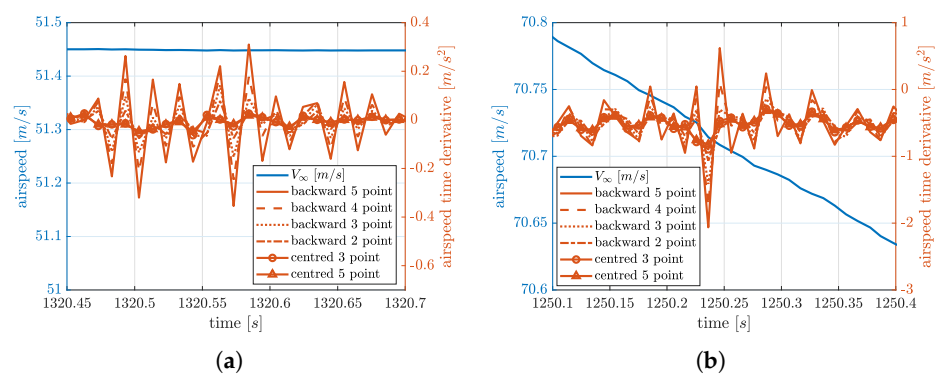 51.5
51.4
51.3
51.2
51.1
51
airspeed [m/s]
0.4
0.2
0
-0.2
-0.4
-0.6
airspeed time derivative [m/s²]
V∞ [m/s]
backward 5 point
backward 4 point
backward 3 point
backward 2 point
centred 3 point
centred 5 point
1320.45 1320.5 1320.55 1320.6 1320.65 1320.7
time [s]
(a)
70.8
70.75
70.7
70.65
70.6
airspeed [m/s]
1
0
-1
-2
-3
airspeed time derivative [m/s²]
V∞ [m/s]
backward 5 point
backward 4 point
backward 3 point
backward 2 point
centred 3 point
centred 5 point
1250.1 1250.15 1250.2 1250.25 1250.3 1250.35 1250.4
time [s]
(b)